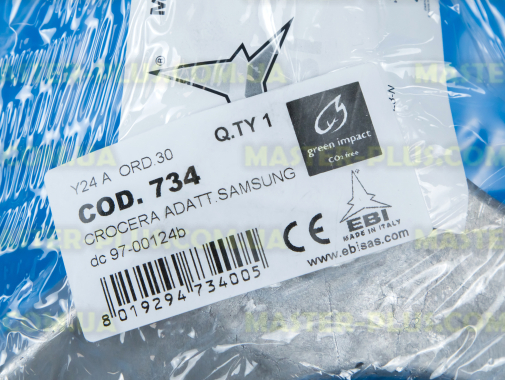 Y24 A ORD.30
Q.TY 1
COD. 734
CROCERA ADATT.SAMSUNG
dc 97-00124b
8 019294 734005
green impact
CO2 free
CE
EBI
MADE IN ITALY
www.ebisas.com
MASTER-PLUS.COM.UA